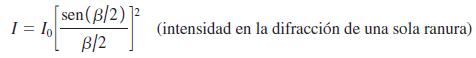 I = I₀[sen(β/2)/β/2]² (intensidad en la difracción de una sola ranura)